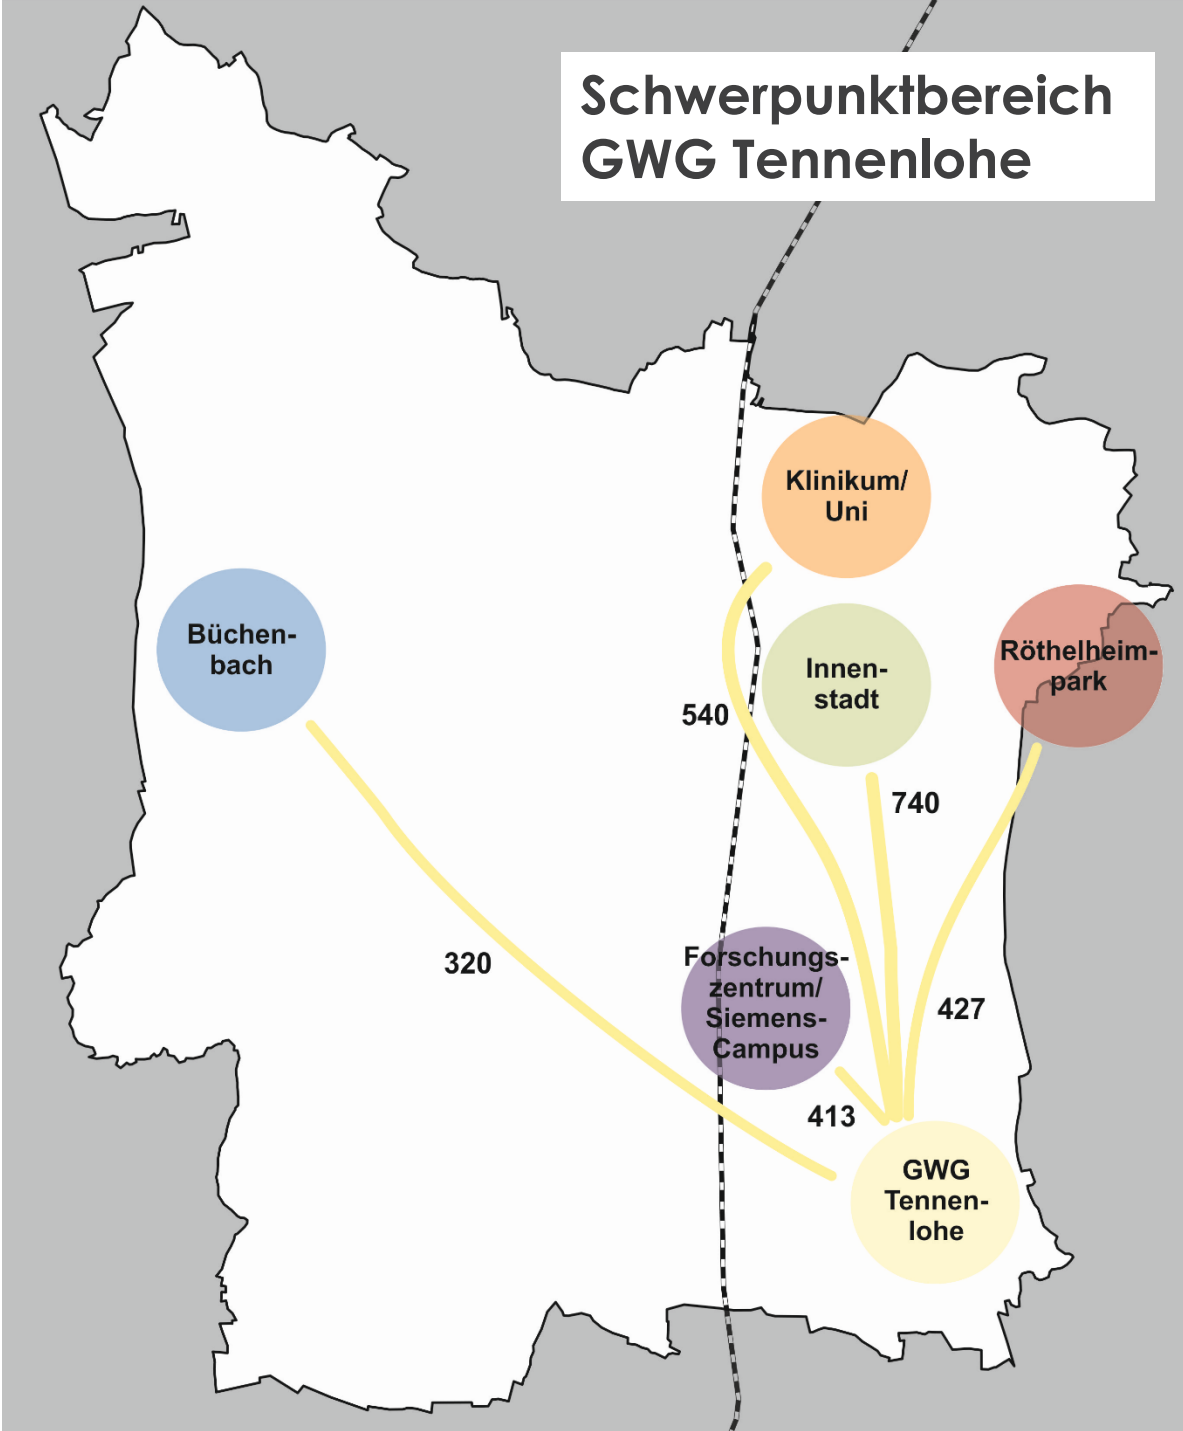 Schwerpunktbereich
GWG Tennenlohe
Klinikum/
Uni
Büchen-
bach
Innen-
stadt
Röthelheim-
park
540
740
320
Forschungs-
zentrum/
Siemens-
Campus
427
413
GWG
Tennen-
lohe